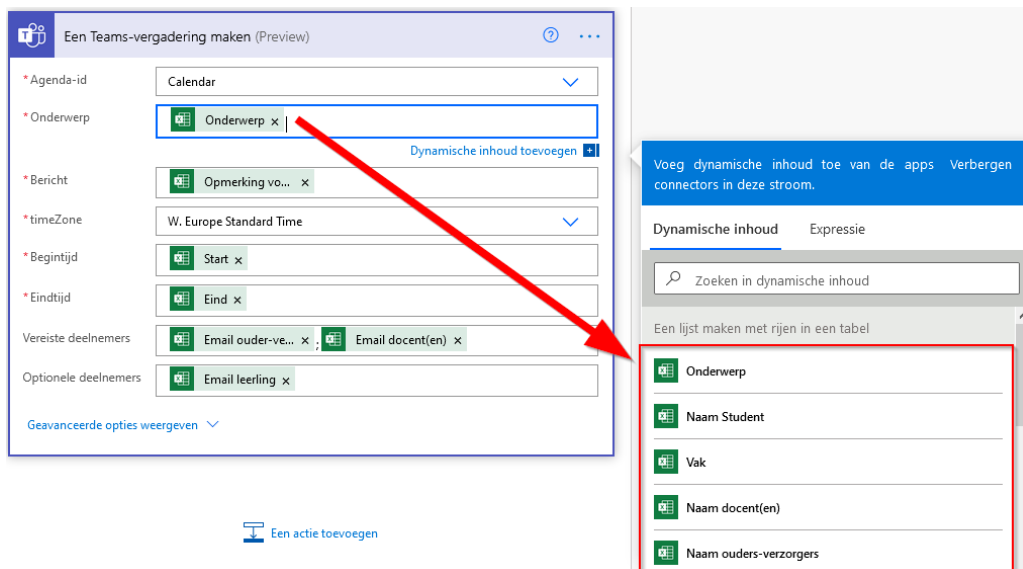 Een Teams-vergadering maken (Preview)
* Agenda-id
Calendar
* Onderwerp
Onderwerp ×
Dynamische inhoud toevoegen
* Bericht
Opmerking vo... ×
* timeZone
W. Europe Standard Time
* Begintijd
Start ×
* Eindtijd
Eind ×
Vereiste deelnemers
Email ouder-ve... × ; Email docent(en) ×
Optionele deelnemers
Email leerling ×
Geavanceerde opties weergeven
Een actie toevoegen
Voeg dynamische inhoud toe van de apps Verbergen
connectors in deze stroom.
Dynamische inhoud Expressie
Zoeken in dynamische inhoud
Een lijst maken met rijen in een tabel
Onderwerp
Naam Student
Vak
Naam docent(en)
Naam ouders-verzorgers